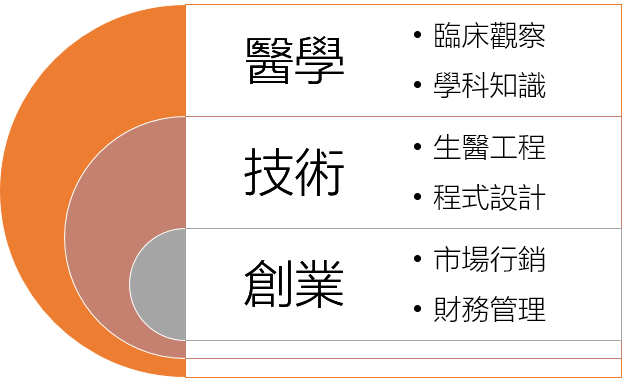 醫學
• 臨床觀察
• 學科知識
技術
• 生醫工程
• 程式設計
創業
• 市場行銷
• 財務管理